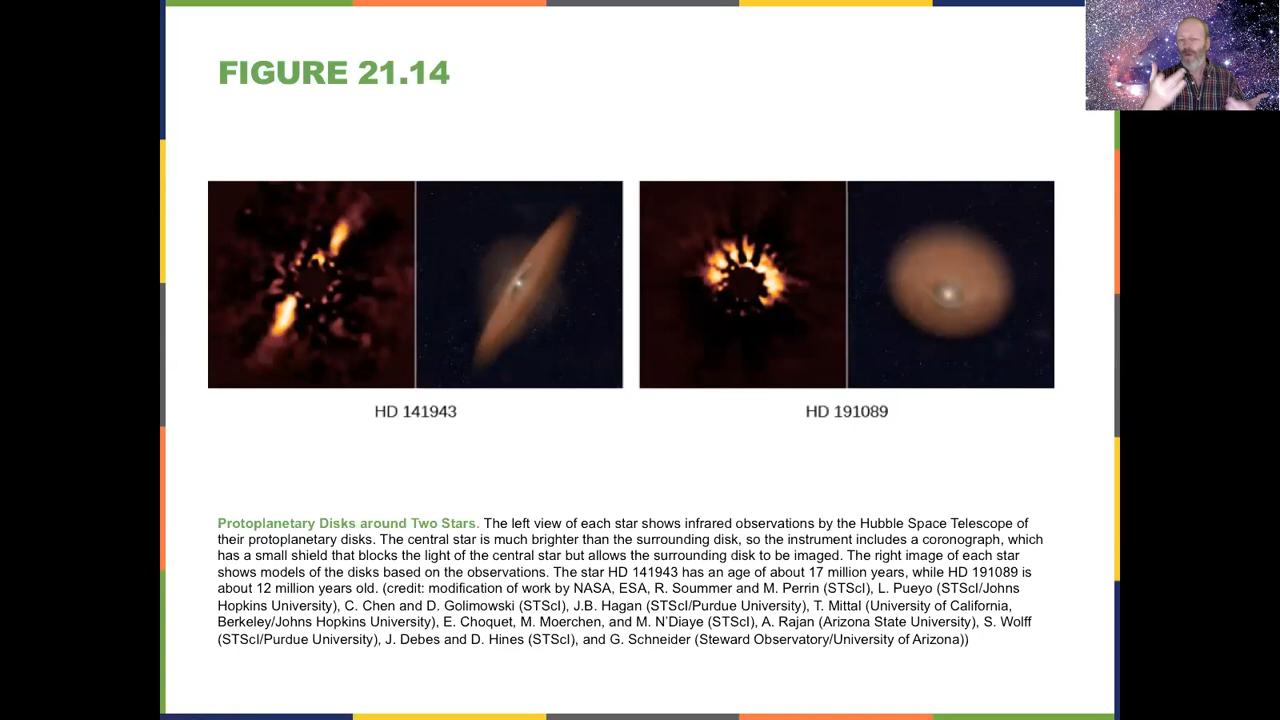 FIGURE 21.14
HD 141943
HD 191089
Protoplanetary Disks around Two Stars. The left view of each star shows infrared observations by the Hubble Space Telescope of
their protoplanetary disks. The central star is much brighter than the surrounding disk, so the instrument includes a coronograph, which
has a small shield that blocks the light of the central star but allows the surrounding disk to be imaged. The right image of each star
shows models of the disks based on the observations. The star HD 141943 has an age of about 17 million years, while HD 191089 is
about 12 million years old. (credit: modification of work by NASA, ESA, R. Soummer and M. Perrin (STScI), L. Pueyo (STScI/Johns
Hopkins University), C. Chen and D. Golimowski (STScI), J.B. Hagan (STScI/Purdue University), T. Mittal (University of California,
Berkeley/Johns Hopkins University), E. Choquet, M. Moerchen, and M. N’Diaye (STScI), A. Rajan (Arizona State University), S. Wolff
(STScI/Purdue University), J. Debes and D. Hines (STScI), and G. Schneider (Steward Observatory/University of Arizona))